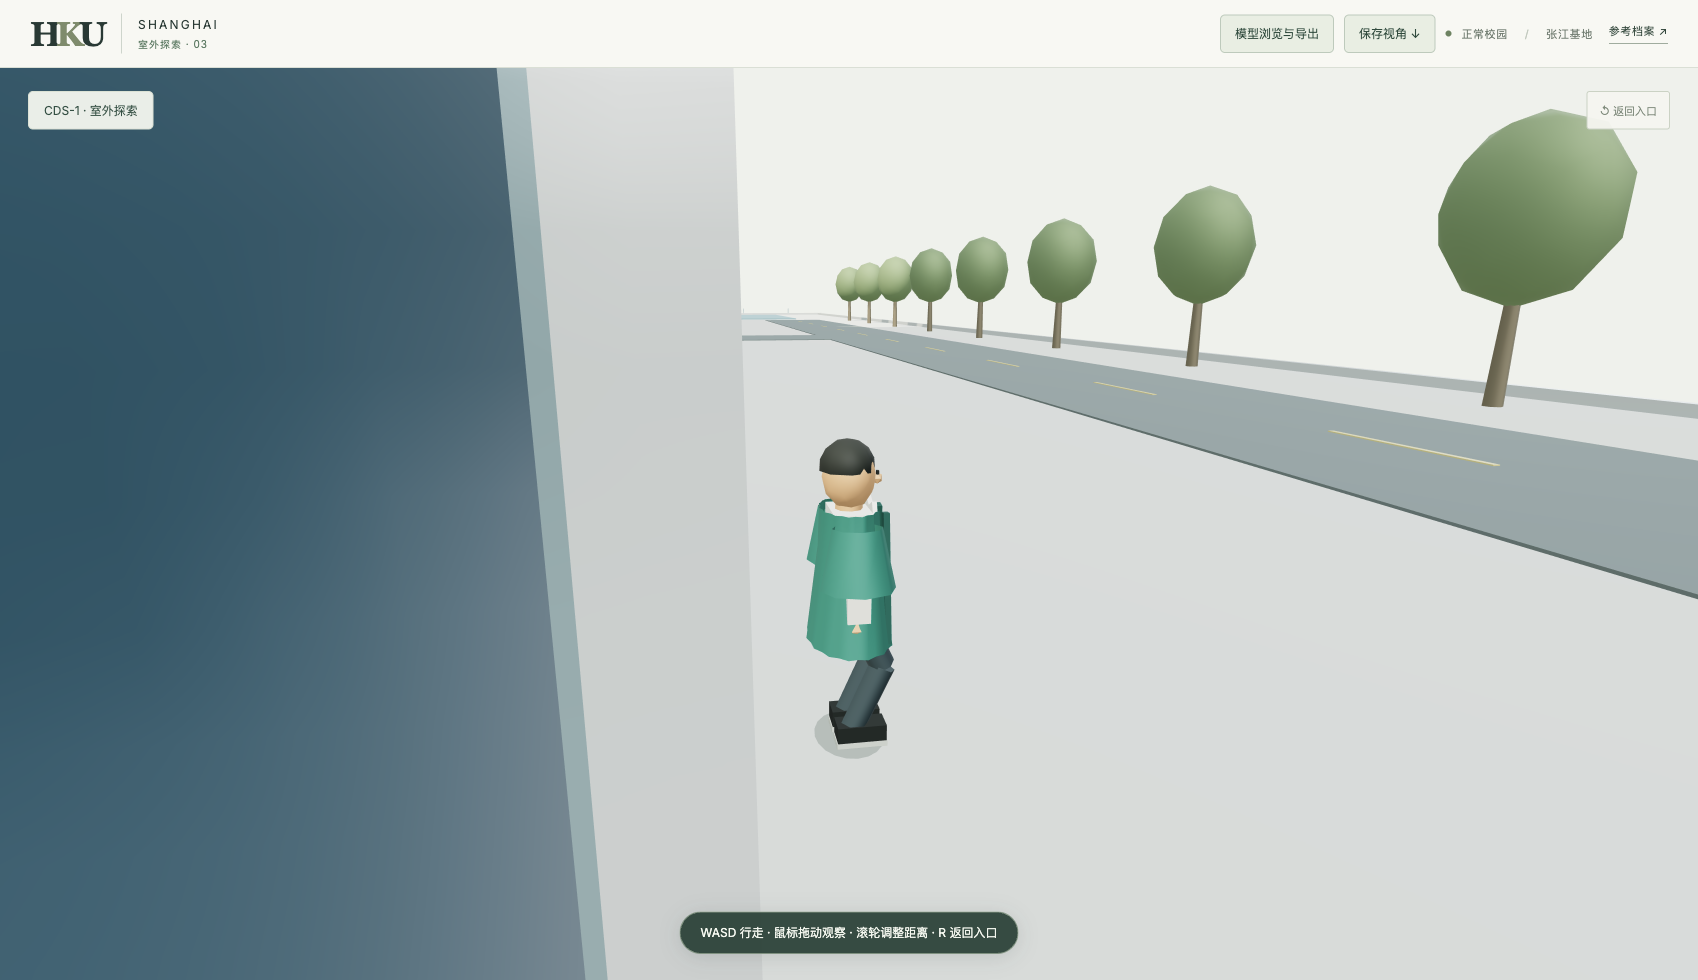 HKU
SHANGHAI
室外探索 · 03
模型浏览与导出
保存视角 ↓
正常校园 / 张江基地
参考档案 ↗
CDS-1 · 室外探索
返回入口
WASD 行走 · 鼠标拖动观察 · 滚轮调整距离 · R 返回入口